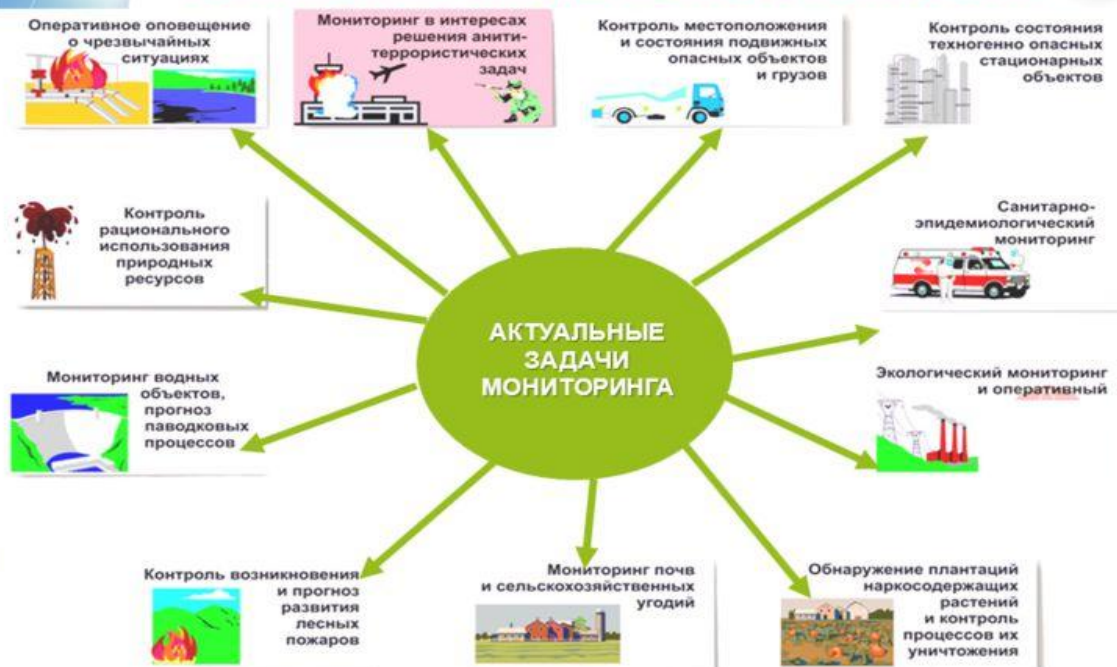 Оперативное оповещение
о чрезвычайных
ситуациях
Мониторинг в интересах
решения анити-
террористических
задач
Контроль местоположения
и состояния подвижных
опасных объектов
и грузов
Контроль состояния
техногенно опасных
стационарных
объектов
Контроль
рационального
использования
природных
ресурсов
Санитарно-
эпидемиологический
мониторинг
АКТУАЛЬНЫЕ
ЗАДАЧИ
МОНИТОРИНГА
Мониторинг водных
объектов,
прогноз
паводковых
процессов
Экологический мониторинг
и оперативный
Контроль возникновения
и прогноз
развития
лесных
пожаров
Мониторинг почв
и сельскохозяйственных
угодий
Обнаружение плантаций
наркосодержащих
растений
и контроль
процессов их
уничтожения